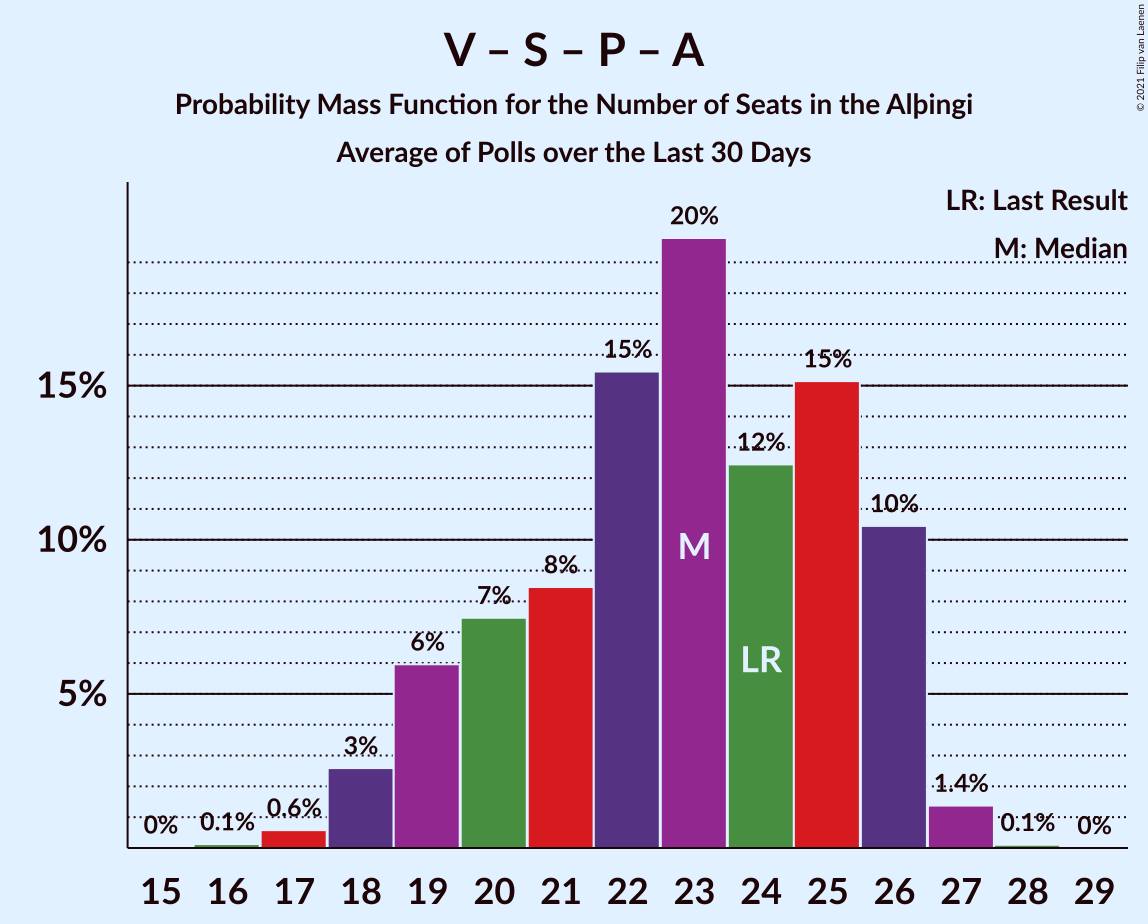 V – S – P – A
Probability Mass Function for the Number of Seats in the Alþingi
Average of Polls over the Last 30 Days
© 2021 Filip van Laenen
LR: Last Result
M: Median
20%
15%
15%
15%
12%
10%
10%
8%
7%
6%
5%
3%
1.4%
0.6%
0%
0.1%
0.1%
0%
M
LR
15 16 17 18 19 20 21 22 23 24 25 26 27 28 29